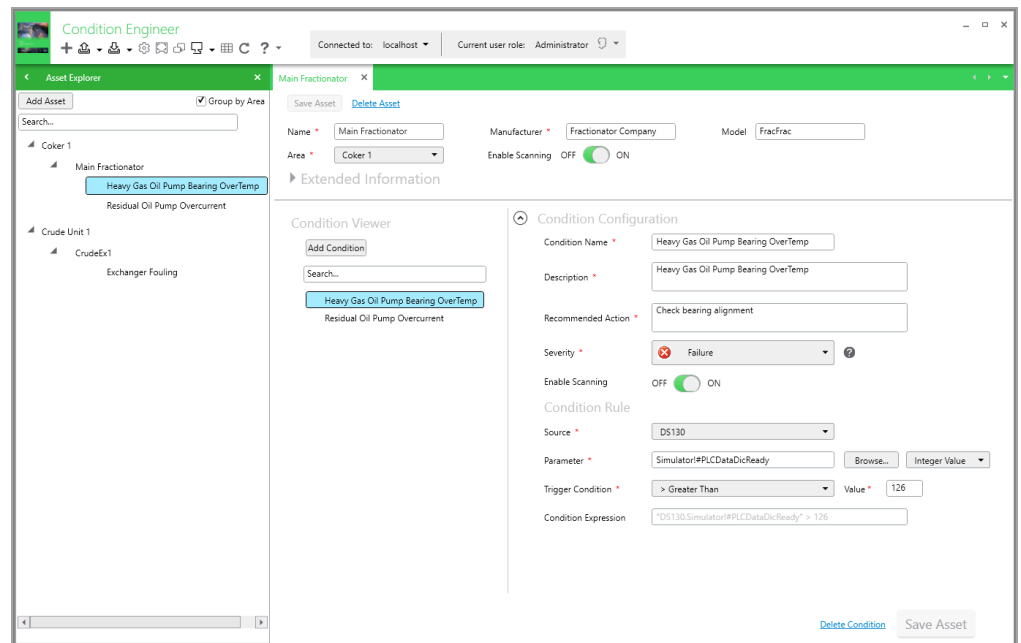 Condition Engineer
Connected to: localhost
Current user role: Administrator
Asset Explorer
Add Asset
Group by Area
Search...
Coker 1
Main Fractionator
Heavy Gas Oil Pump Bearing OverTemp
Residual Oil Pump Overcurrent
Crude Unit 1
CrudeEx1
Exchanger Fouling
Main Fractionator
Save Asset Delete Asset
Name * Main Fractionator Manufacturer * Fractionator Company Model FracFrac
Area * Coker 1 Enable Scanning OFF ON
Extended Information
Condition Viewer
Add Condition
Search...
Heavy Gas Oil Pump Bearing OverTemp
Residual Oil Pump Overcurrent
Condition Configuration
Condition Name * Heavy Gas Oil Pump Bearing OverTemp
Description * Heavy Gas Oil Pump Bearing OverTemp
Recommended Action * Check bearing alignment
Severity * Failure
Enable Scanning OFF ON
Condition Rule
Source * DS130
Parameter * Simulator!#PLCDataDicReady Browse... Integer Value
Trigger Condition * > Greater Than Value * 126
Condition Expression "DS130.Simulator!#PLCDataDicReady" > 126
Delete Condition Save Asset